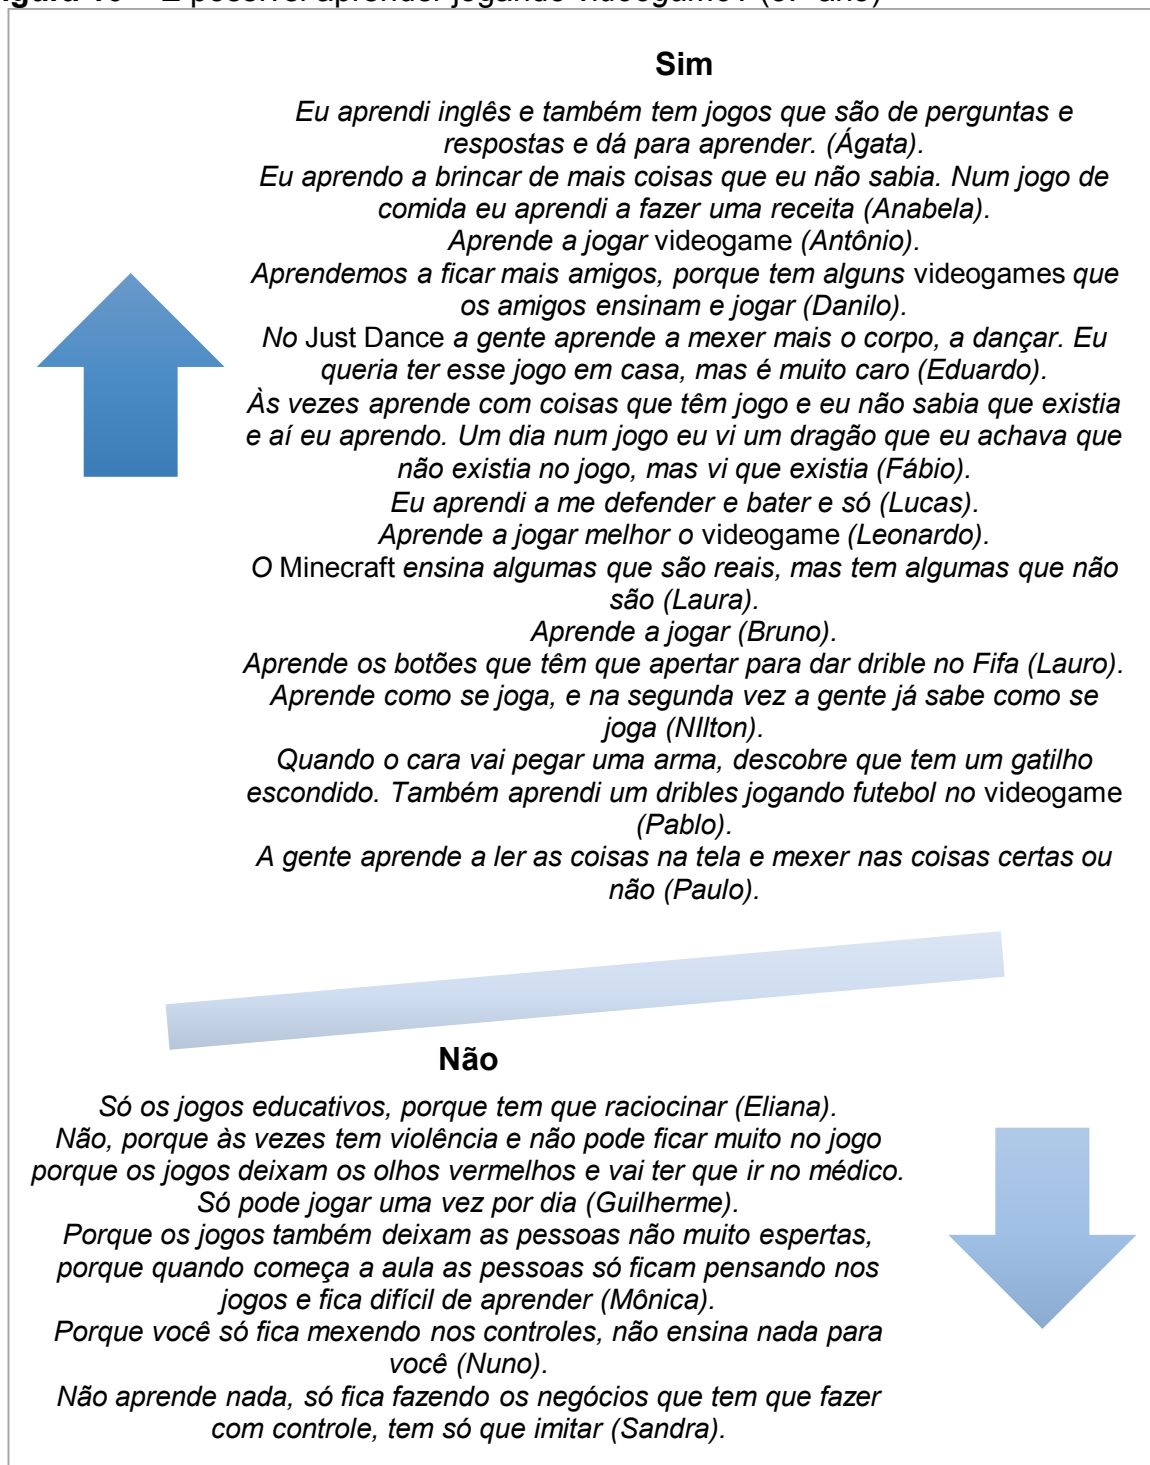 É possível aprender jogando videogame? (3.º ano)
Sim
Eu aprendi inglês e também tem jogos que são de perguntas e
respostas e dá para aprender. (Ágata).
Eu aprendo a brincar de mais coisas que eu não sabia. Num jogo de
comida eu aprendi a fazer uma receita (Anabela).
Aprende a jogar videogame (Antônio).
Aprendemos a ficar mais amigos, porque tem alguns videogames que
os amigos ensinam e jogar (Danilo).
No Just Dance a gente aprende a mexer mais o corpo, a dançar. Eu
queria ter esse jogo em casa, mas é muito caro (Eduardo).
Às vezes aprende com coisas que têm jogo e eu não sabia que existia
e aí eu aprendo. Um dia num jogo eu vi um dragão que eu achava que
não existia no jogo, mas vi que existia (Fábio).
Eu aprendi a me defender e bater e só (Lucas).
Aprende a jogar melhor o videogame (Leonardo).
O Minecraft ensina algumas que são reais, mas tem algumas que não
são (Laura).
Aprende a jogar (Bruno).
Aprende os botões que têm que apertar para dar drible no Fifa (Lauro).
Aprende como se joga, e na segunda vez a gente já sabe como se
joga (NIlton).
Quando o cara vai pegar uma arma, descobre que tem um gatilho
escondido. Também aprendi um dribles jogando futebol no videogame
(Pablo).
A gente aprende a ler as coisas na tela e mexer nas coisas certas ou
não (Paulo).
Não
Só os jogos educativos, porque tem que raciocinar (Eliana).
Não, porque às vezes tem violência e não pode ficar muito no jogo
porque os jogos deixam os olhos vermelhos e vai ter que ir no médico.
Só pode jogar uma vez por dia (Guilherme).
Porque os jogos também deixam as pessoas não muito espertas,
porque quando começa a aula as pessoas só ficam pensando nos
jogos e fica difícil de aprender (Mônica).
Porque você só fica mexendo nos controles, não ensina nada para
você (Nuno).
Não aprende nada, só fica fazendo os negócios que tem que fazer
com controle, tem só que imitar (Sandra).